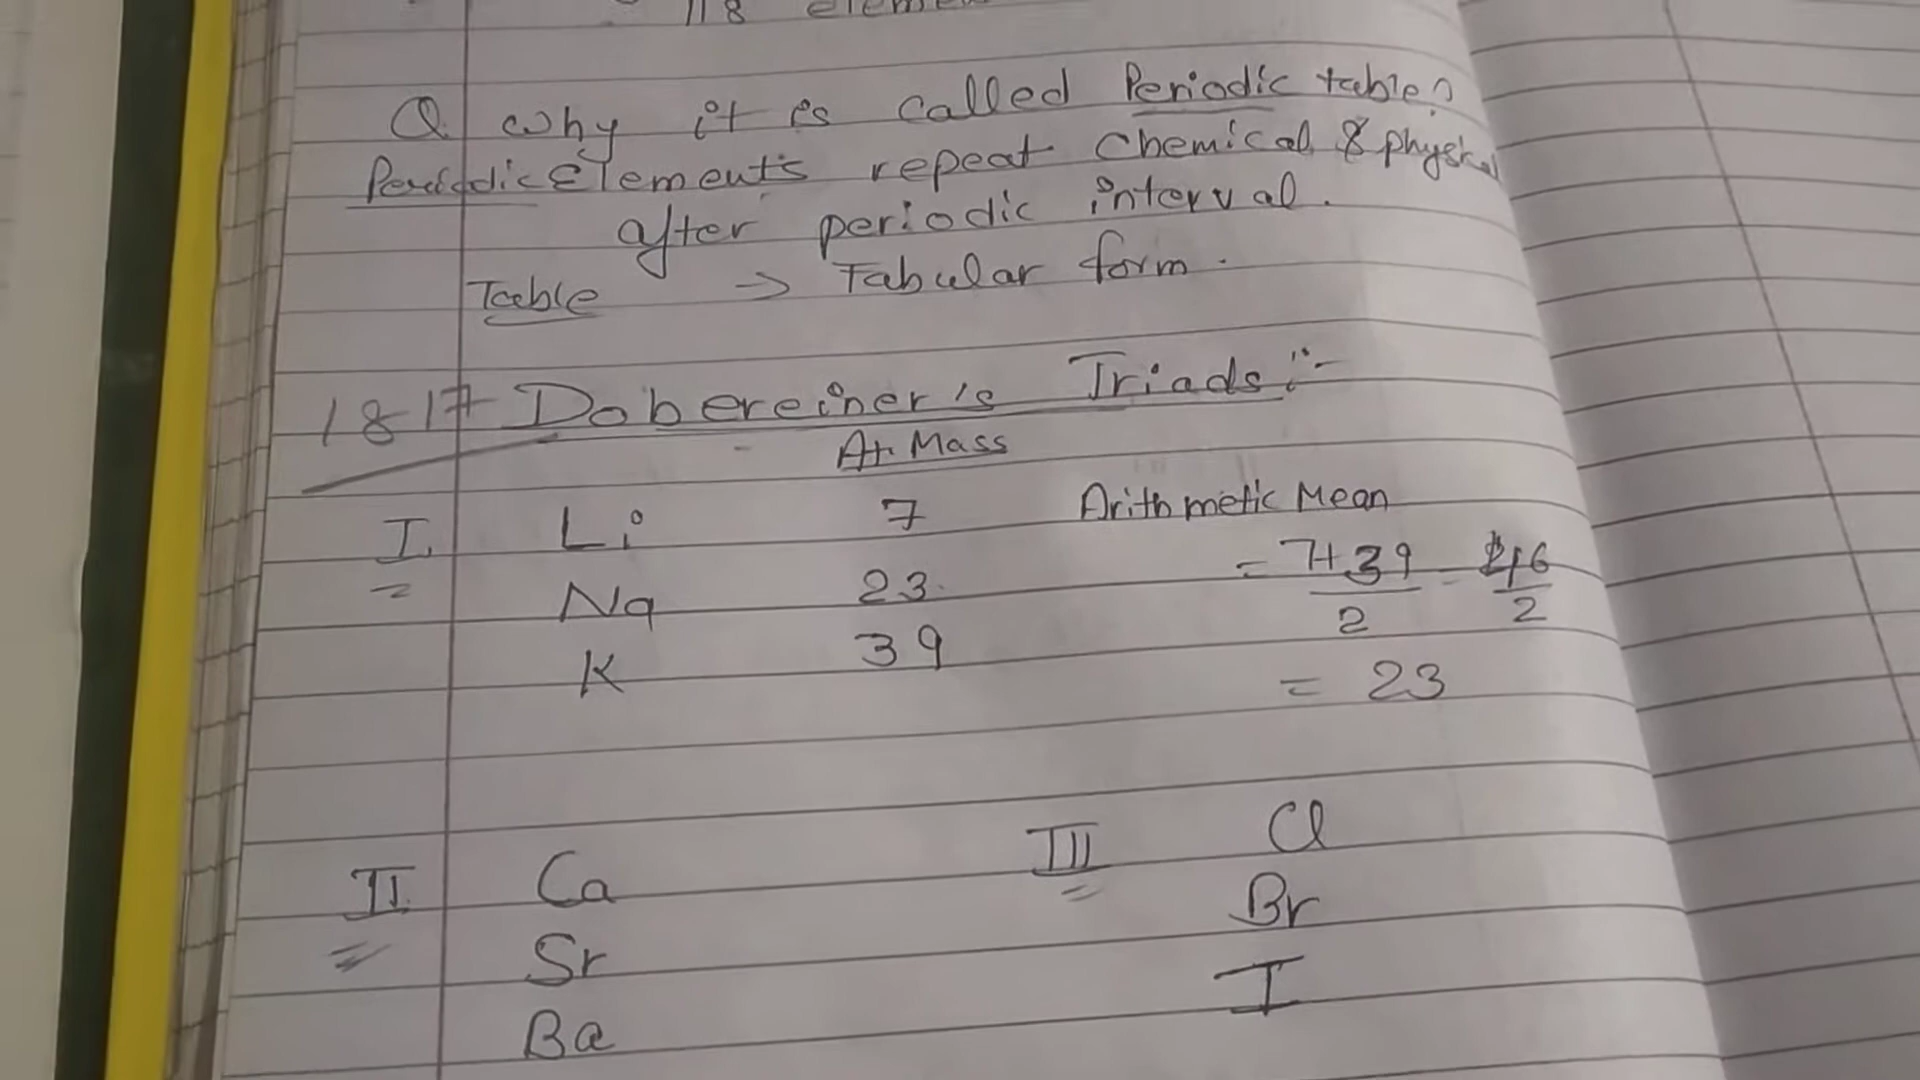 118 elem
Q. Why it is called Periodic table?
Periodic Elements repeat Chemical & physical
after periodic interval.
Table → Tabular form.
1817 Dobereiner's Triads :-
At. Mass
I. Li 7 Arithmetic Mean
Na 23. = 7+39/2 = 46/2
K 39 = 23
II. Ca III Cl
Sr Br
Ba I